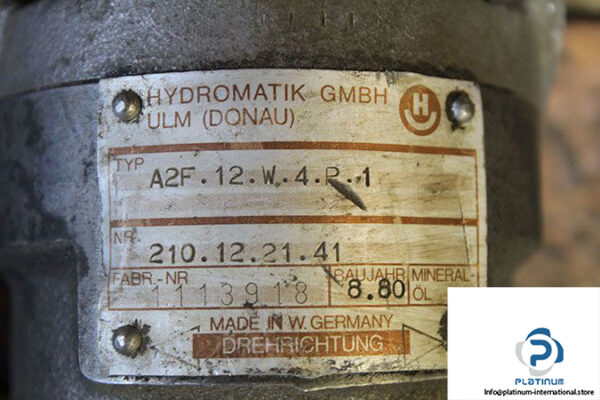 HYDROMATIK GMBH
ULM (DONAU)
TYP
A2F.12.W.4.P.1
NR.
210.12.21.41
FABR.-NR BAUJAHR MINERAL-
1113918 8.80 ÖL
MADE IN W. GERMANY
DREHRICHTUNG
PLATINUM
Info@platinum-international.store